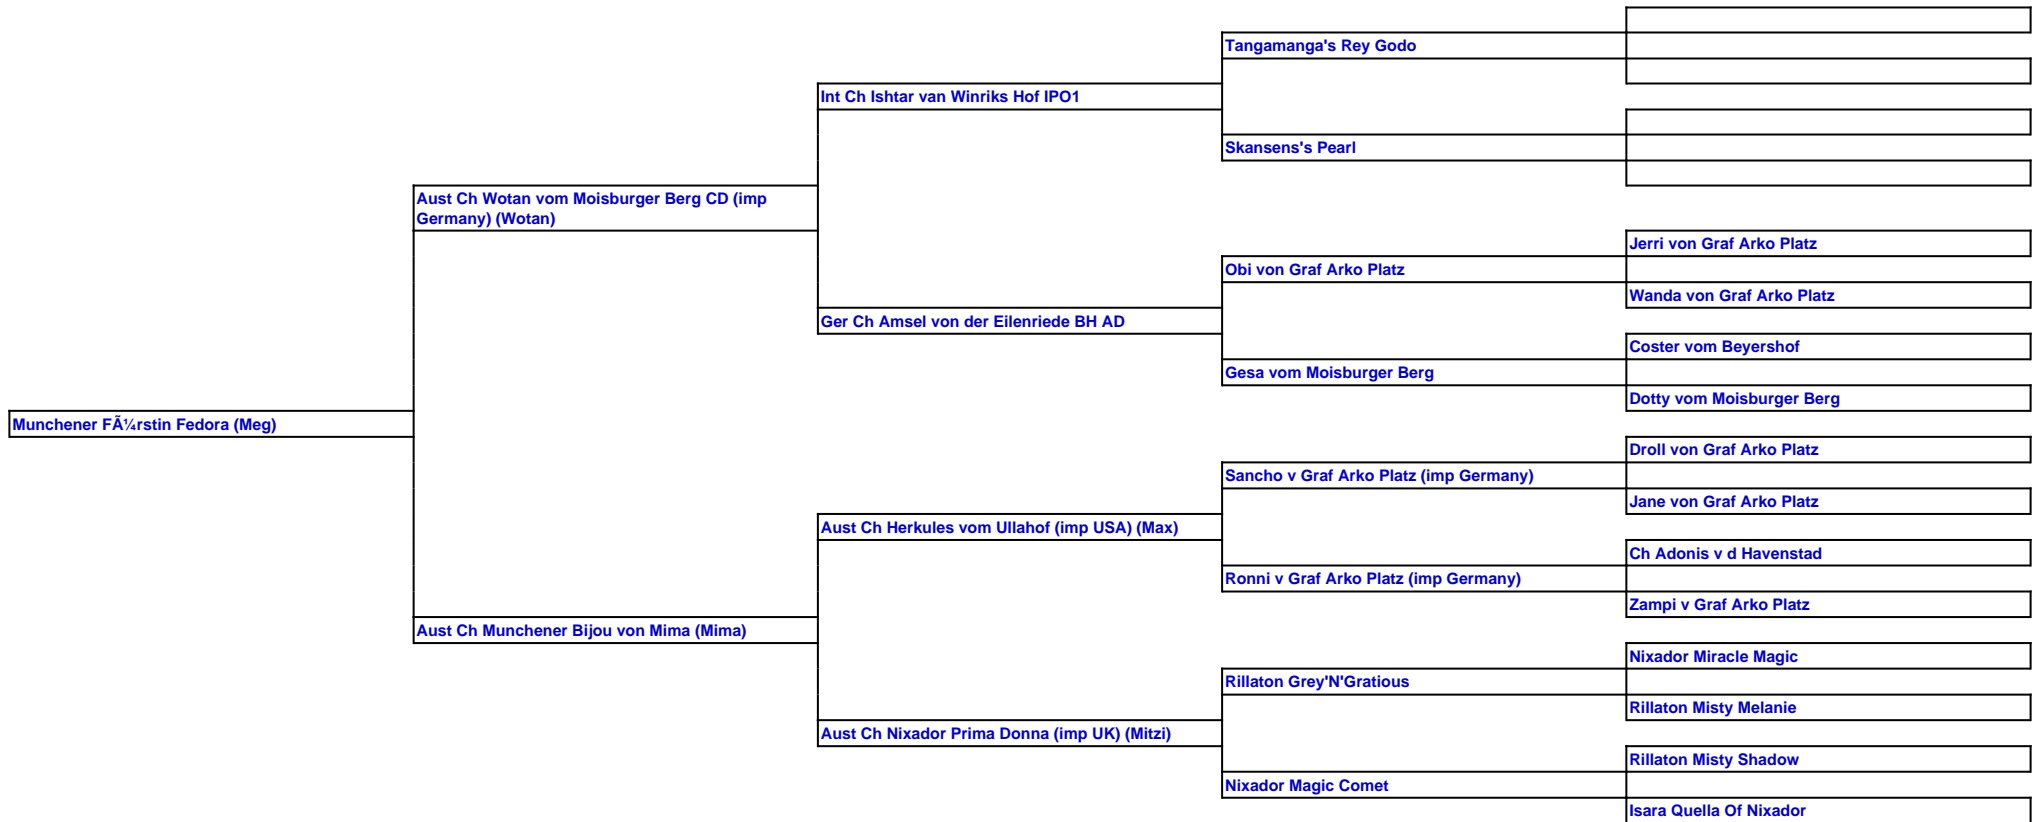 Tangamanga's Rey Godo
Int Ch Ishtar van Winriks Hof IPO1
Skansens's Pearl
Aust Ch Wotan vom Moisburger Berg CD (imp
Germany) (Wotan)
Jerri von Graf Arko Platz
Obi von Graf Arko Platz
Wanda von Graf Arko Platz
Ger Ch Amsel von der Eilenriede BH AD
Coster vom Beyershof
Gesa vom Moisburger Berg
Dotty vom Moisburger Berg
Munchener FÃ¼rstin Fedora (Meg)
Droll von Graf Arko Platz
Sancho v Graf Arko Platz (imp Germany)
Jane von Graf Arko Platz
Aust Ch Herkules vom Ullahof (imp USA) (Max)
Ch Adonis v d Havenstad
Ronni v Graf Arko Platz (imp Germany)
Zampi v Graf Arko Platz
Aust Ch Munchener Bijou von Mima (Mima)
Nixador Miracle Magic
Rillaton Grey'N'Gratious
Rillaton Misty Melanie
Aust Ch Nixador Prima Donna (imp UK) (Mitzi)
Rillaton Misty Shadow
Nixador Magic Comet
Isara Quella Of Nixador